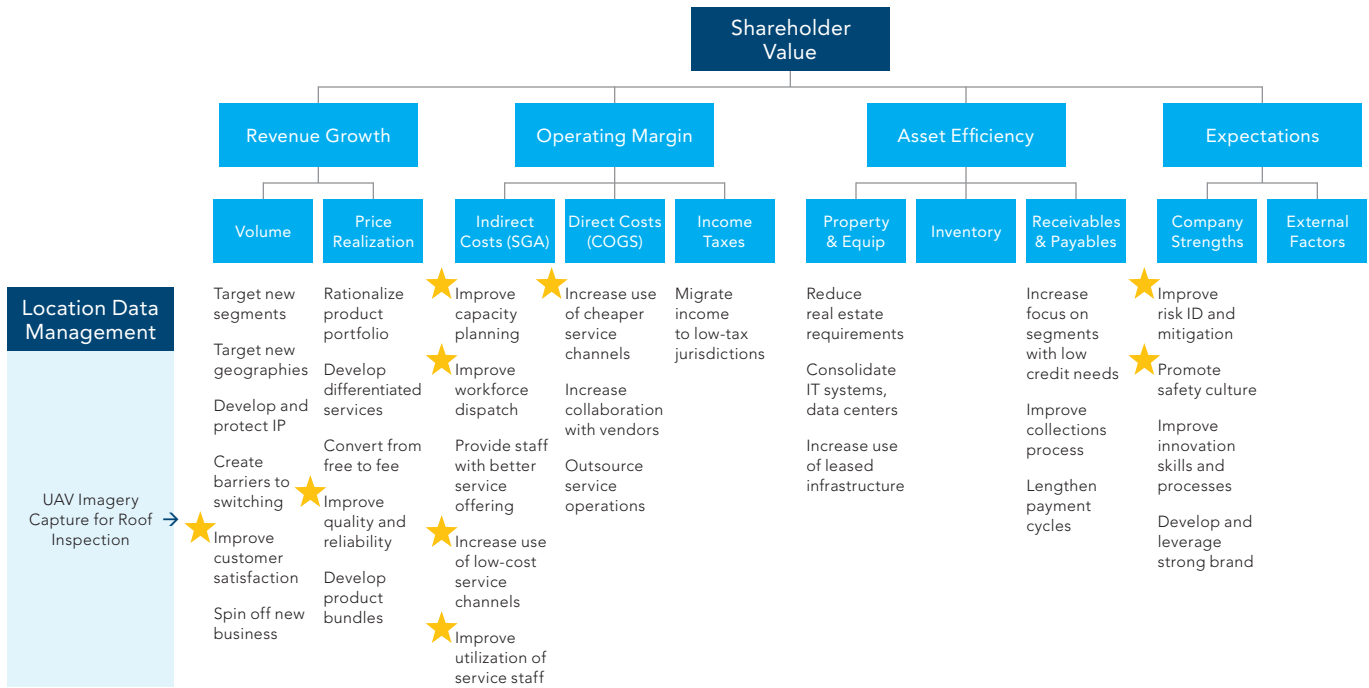 Shareholder
Value
Revenue Growth
Operating Margin
Asset Efficiency
Expectations
Volume
Price
Realization
Indirect
Costs (SGA)
Direct Costs
(COGS)
Income
Taxes
Property
& Equip
Inventory
Receivables
& Payables
Company
Strengths
External
Factors
Location Data
Management
UAV Imagery
Capture for Roof →
Inspection
Target new
segments
Target new
geographies
Develop and
protect IP
Create
barriers to
switching
Improve
customer
satisfaction
Spin off new
business
Rationalize
product
portfolio
Develop
differentiated
services
Convert from
free to fee
Improve
quality and
reliability
Develop
product
bundles
Improve
capacity
planning
Improve
workforce
dispatch
Provide staff
with better
service
offering
Increase use
of low-cost
service
channels
Improve
utilization of
service staff
Increase use
of cheaper
service
channels
Increase
collaboration
with vendors
Outsource
service
operations
Migrate
income
to low-tax
jurisdictions
Reduce
real estate
requirements
Consolidate
IT systems,
data centers
Increase use
of leased
infrastructure
Increase
focus on
segments
with low
credit needs
Improve
collections
process
Lengthen
payment
cycles
Improve
risk ID and
mitigation
Promote
safety culture
Improve
innovation
skills and
processes
Develop and
leverage
strong brand